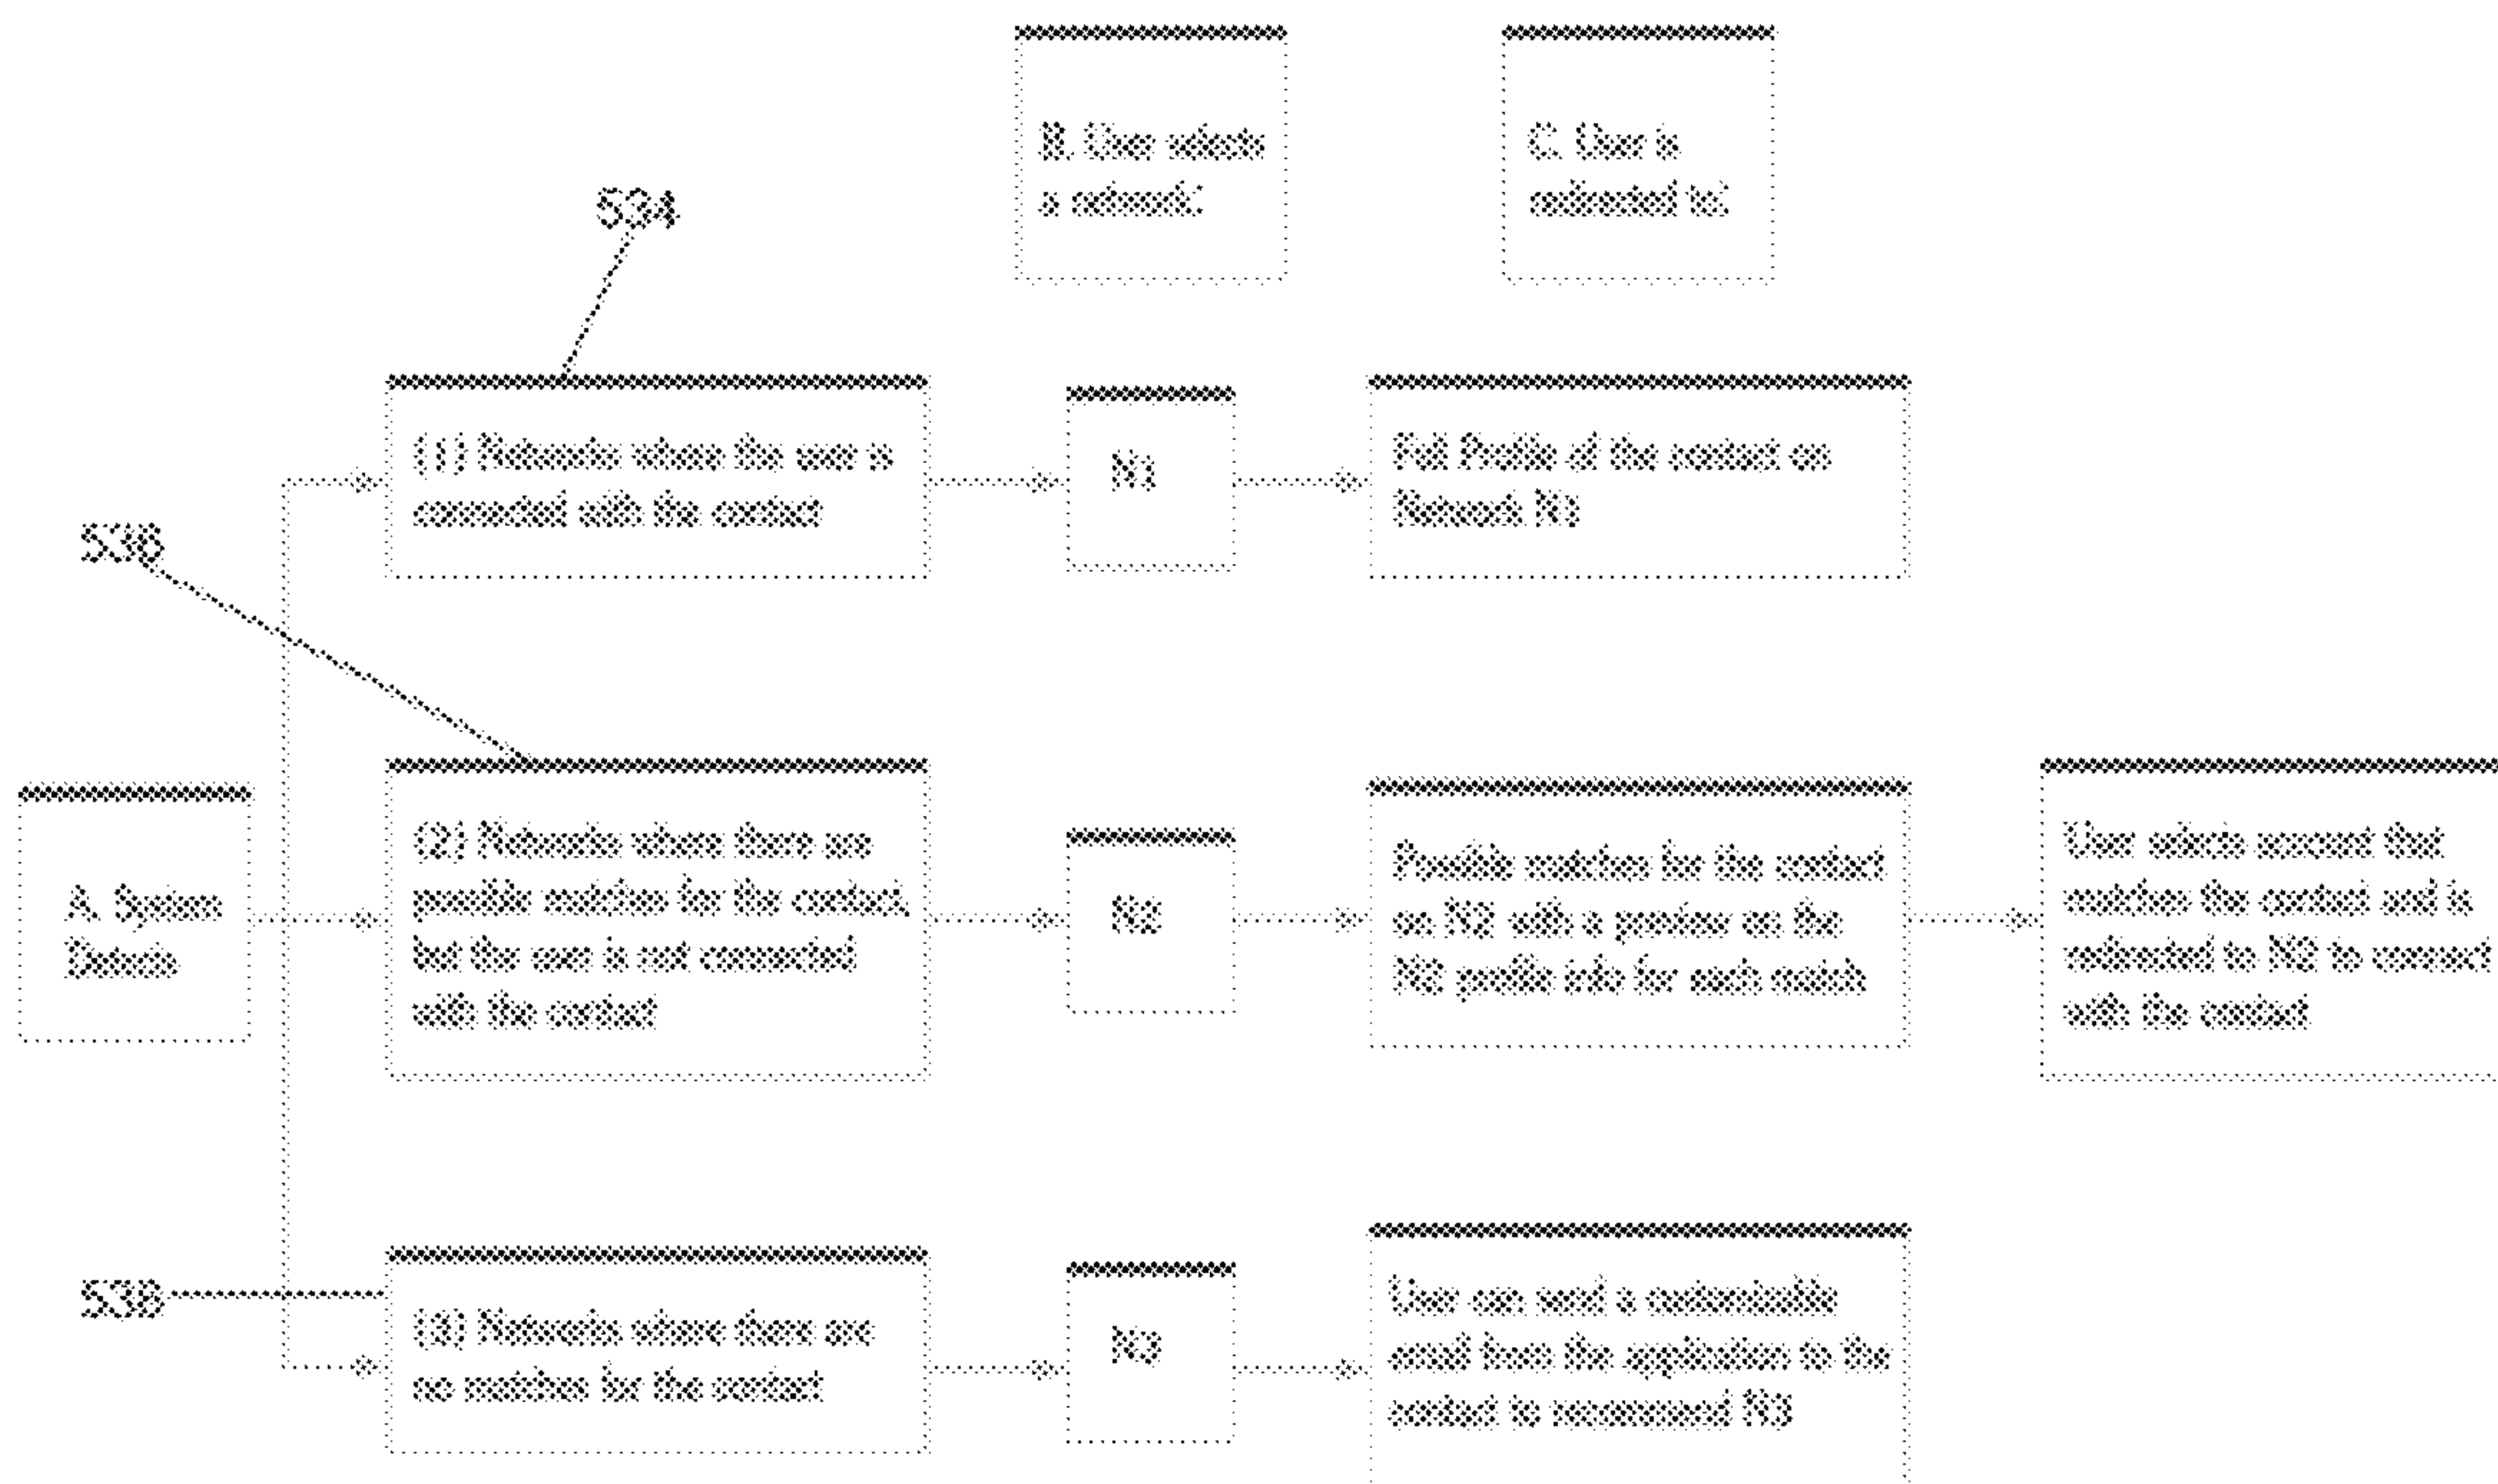 B. User selects
a network:
C. User is
redirected to:
534
(1) Networks where the user is
connected with the contact
N1
Full Profile of the contact on
Network N1
A. System
Detects
(2) Networks where there are
possible matches for the contact,
but the user is not connected
with the contact
N2
Possible matches for the contact
on N2 with a preview on the
N2 profile info for each match
User selects account that
matches the contact and is
redirected to N2 to connect
with the contact
538
(3) Networks where there are
no matches for the contact
N3
User can send a customizable
email from the application to the
contact to recommend N3